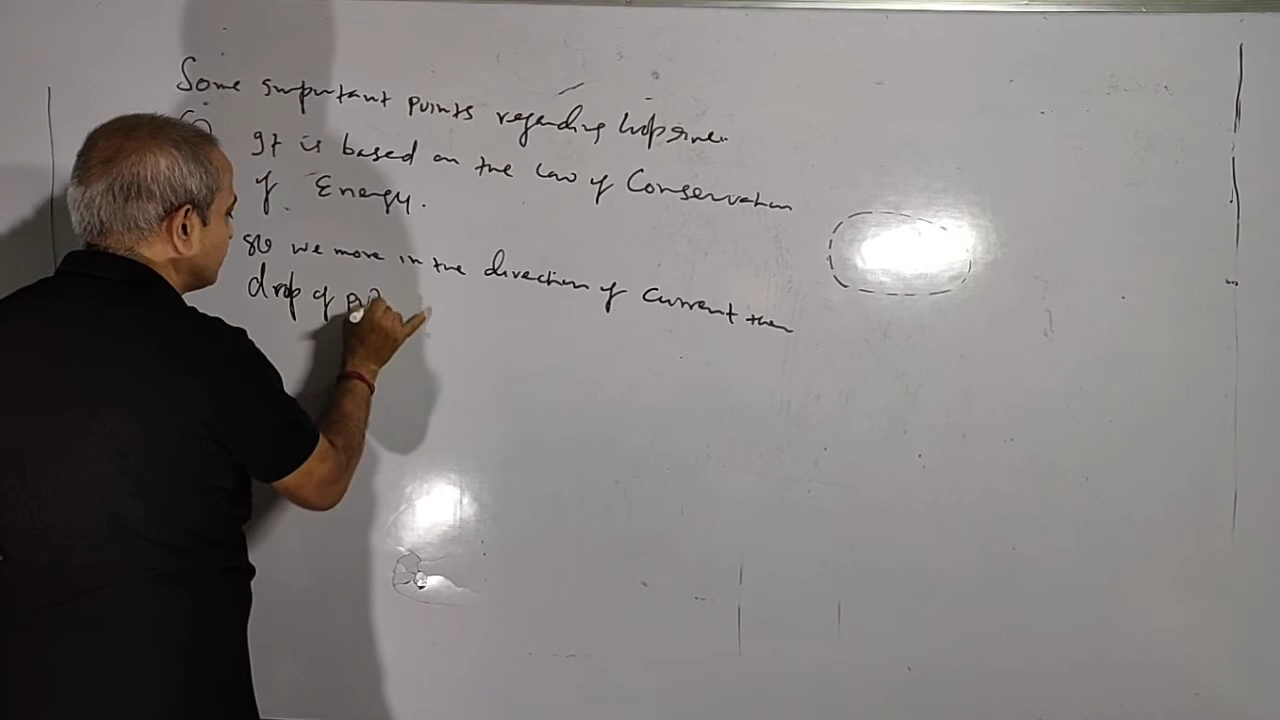 Some important points regarding loop rule.
It is based on the law of Conservation
of Energy.
If we move in the direction of Current then
drop of